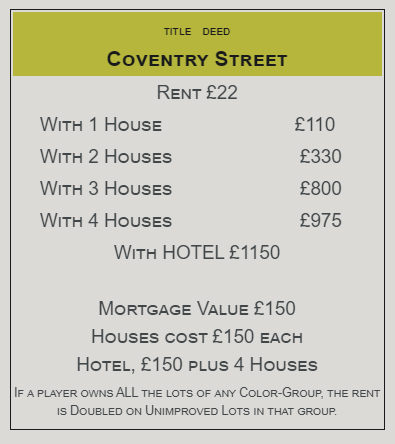 TITLE DEED
COVENTRY STREET
RENT £22
WITH 1 HOUSE £110
WITH 2 HOUSES £330
WITH 3 HOUSES £800
WITH 4 HOUSES £975
WITH HOTEL £1150
MORTGAGE VALUE £150
HOUSES COST £150 EACH
HOTEL, £150 PLUS 4 HOUSES
IF A PLAYER OWNS ALL THE LOTS OF ANY COLOR-GROUP, THE RENT
IS DOUBLED ON UNIMPROVED LOTS IN THAT GROUP.